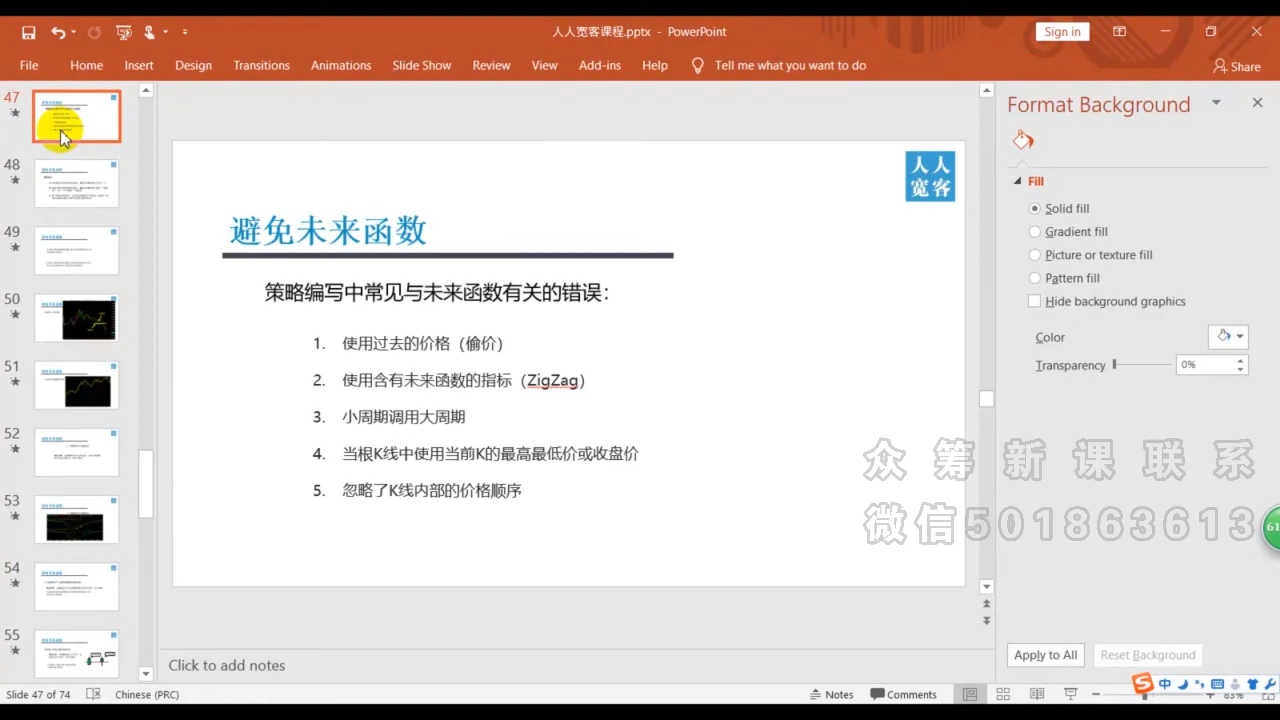 人人宽客课程.pptx - PowerPoint
Sign in
File Home Insert Design Transitions Animations Slide Show Review View Add-ins Help Tell me what you want to do Share
47
48
49
50
51
52
53
54
55
人人
宽客
避免未来函数
策略编写中常见与未来函数有关的错误：
1. 使用过去的价格（偷价）
2. 使用含有未来函数的指标（ZigZag）
3. 小周期调用大周期
4. 当根K线中使用当前K的最高最低价或收盘价
5. 忽略了K线内部的价格顺序
Format Background
Fill
Solid fill
Gradient fill
Picture or texture fill
Pattern fill
Hide background graphics
Color
Transparency 0%
众筹新课联系
微信501863613
61
Apply to All Reset Background
Click to add notes
Slide 47 of 74 Chinese (PRC) Notes Comments 83%
中